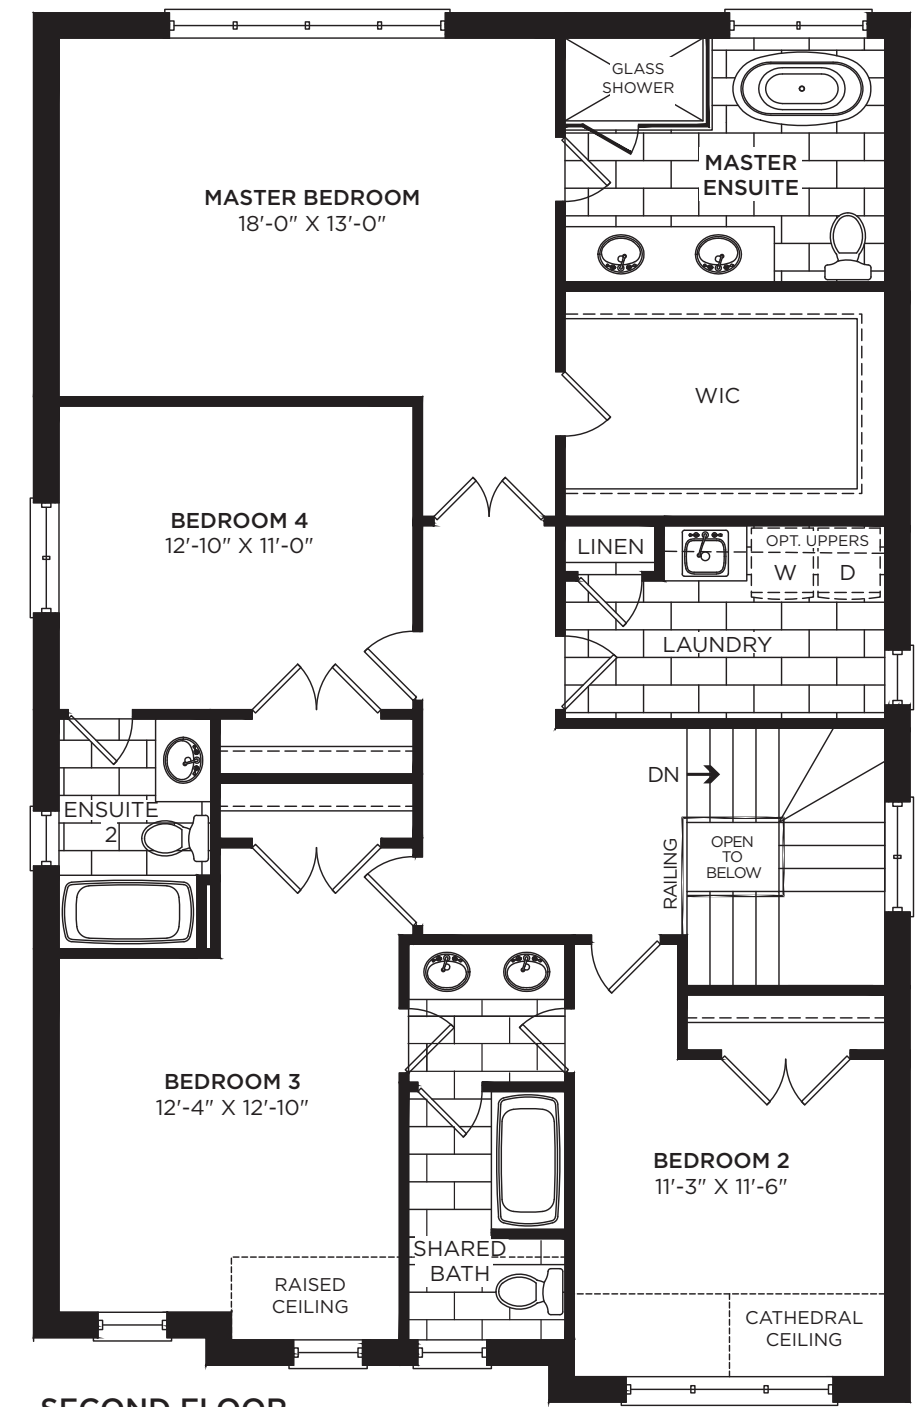 GLASS
SHOWER
MASTER
ENSUITE
MASTER BEDROOM
18'-0" X 13'-0"
WIC
BEDROOM 4
12'-10" X 11'-0"
LINEN
OPT. UPPERS
W
D
LAUNDRY
DN
ENSUITE
2
RAILING
OPEN
TO
BELOW
BEDROOM 3
12'-4" X 12'-10"
BEDROOM 2
11'-3" X 11'-6"
SHARED
BATH
RAISED
CEILING
CATHEDRAL
CEILING
SECOND FLOOR